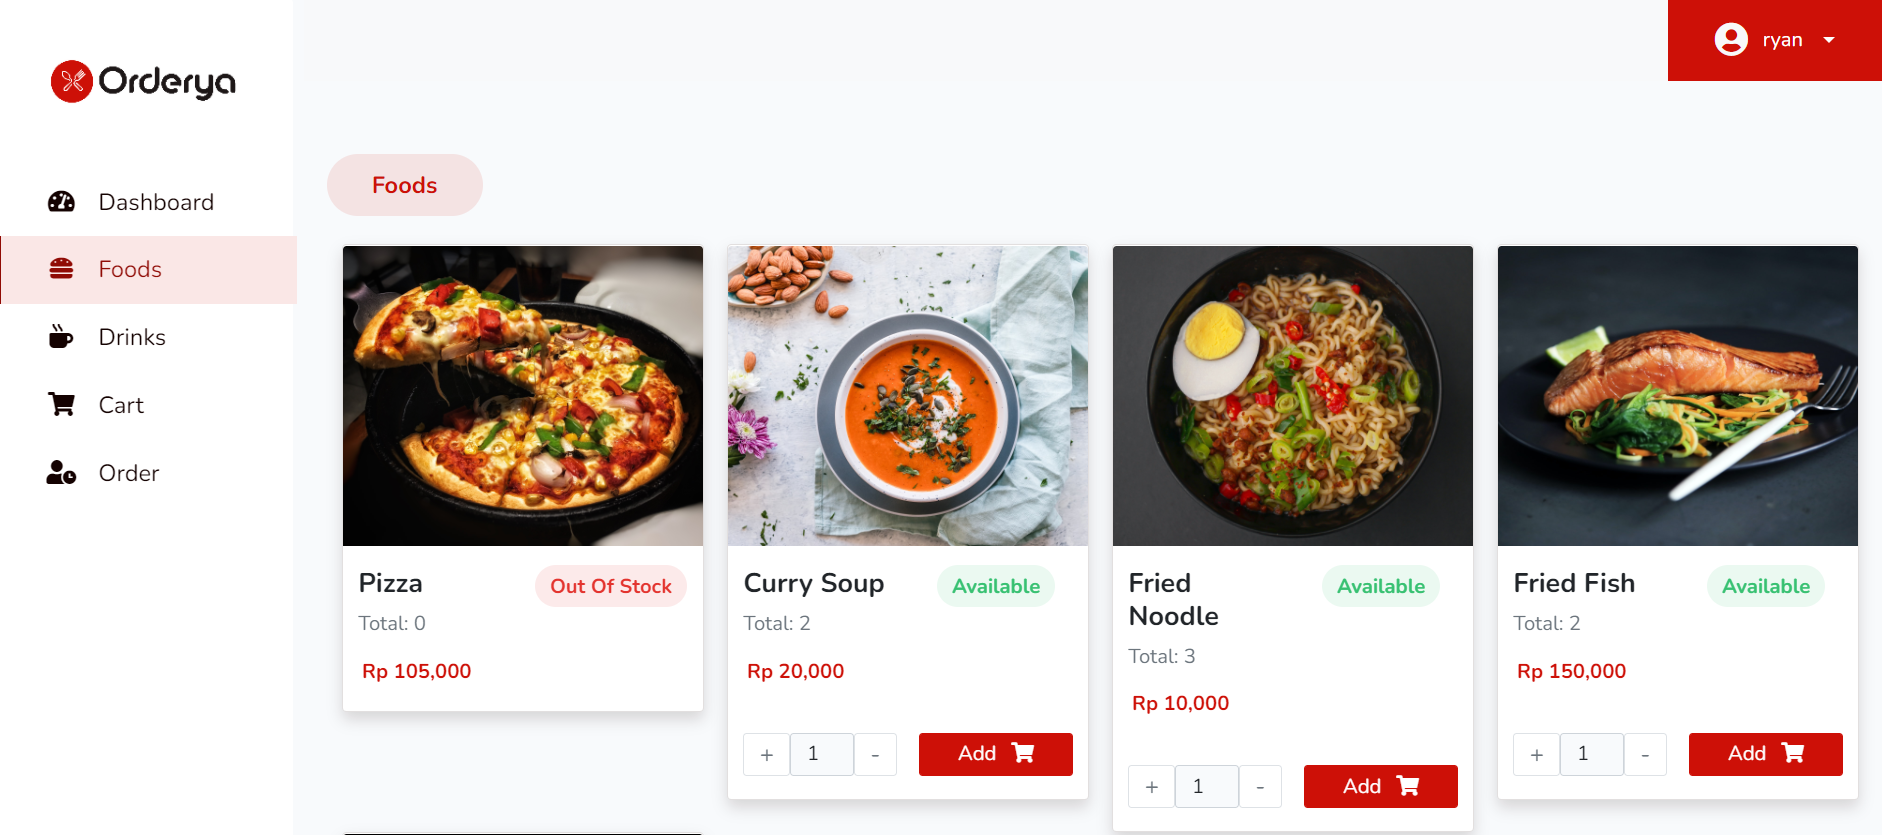 Orderya
ryan
Dashboard
Foods
Drinks
Cart
Order
Foods
Pizza
Out Of Stock
Total: 0
Rp 105,000
Curry Soup
Available
Total: 2
Rp 20,000
+ 1 - Add
Fried
Noodle
Available
Total: 3
Rp 10,000
+ 1 - Add
Fried Fish
Available
Total: 2
Rp 150,000
+ 1 - Add